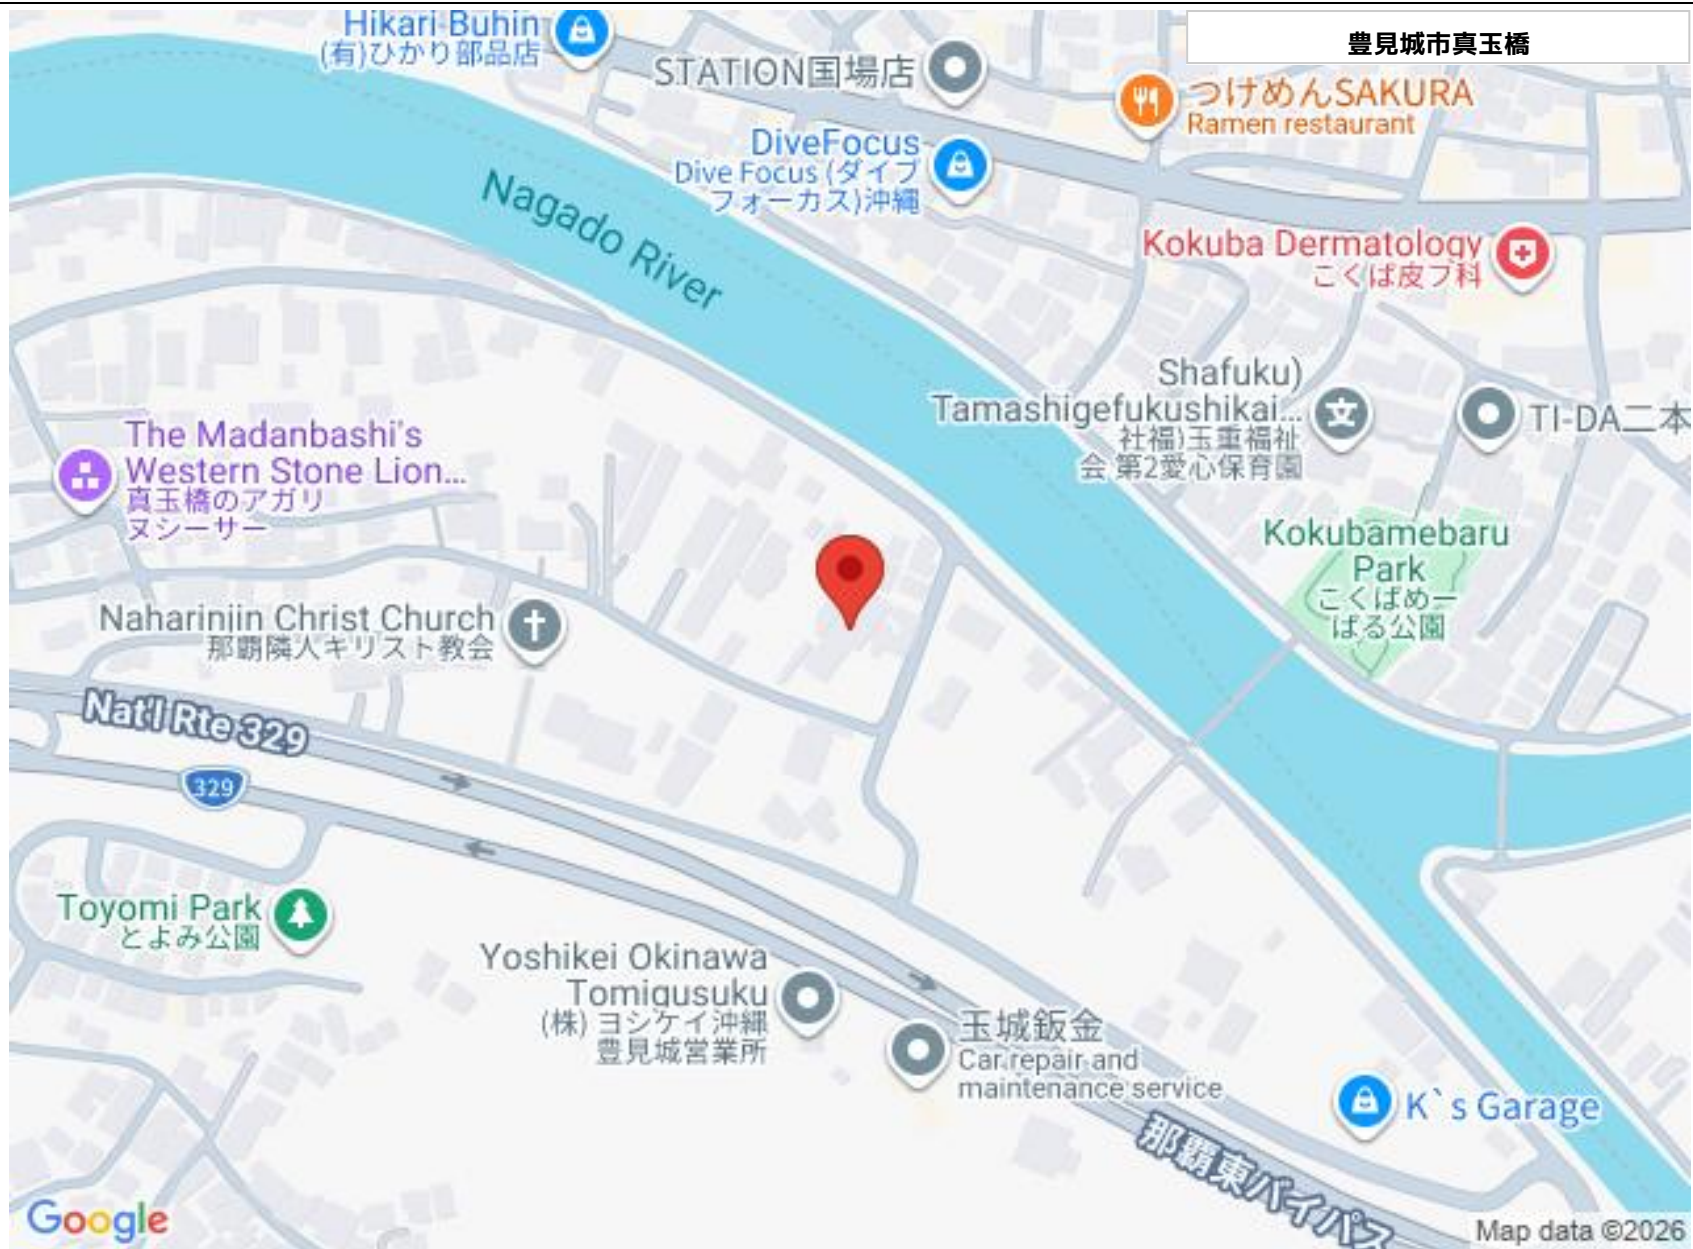 豊見城市真玉橋
Hikari Buhin
(有)ひかり部品店
STATION国場店
つけめんSAKURA
Ramen restaurant
DiveFocus
Dive Focus (ダイブ
フォーカス)沖縄
Nagado River
Kokuba Dermatology
こくば皮フ科
Shafuku)
Tamashigefukushikai...
社福)玉重福祉
会 第2愛心保育園
TI-DA二本
The Madanbashi's
Western Stone Lion...
真玉橋のアガリ
ヌシーサー
Kokubamebaru
Park
こくばめー
ばる公園
Naharinjin Christ Church
那覇隣人キリスト教会
Nat'l Rte 329
329
Toyomi Park
とよみ公園
Yoshikei Okinawa
Tomigusuku
(株) ヨシケイ沖縄
豊見城営業所
玉城鈑金
Car repair and
maintenance service
K`s Garage
那覇東バイパス
Google
Map data ©2026